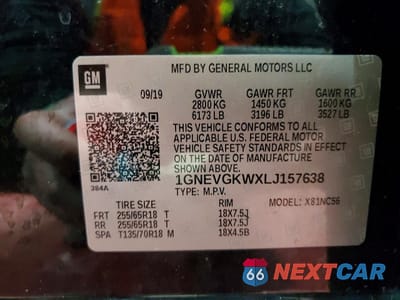 GM
MFD BY GENERAL MOTORS LLC
09/19 GVWR GAWR FRT GAWR RR
2800 KG 1450 KG 1600 KG
6173 LB 3196 LB 3527 LB
THIS VEHICLE CONFORMS TO ALL
APPLICABLE U.S. FEDERAL MOTOR
VEHICLE SAFETY STANDARDS IN EFFECT
ON THE DATE OF MANUFACTURE
SHOWN ABOVE.
384A
1GNEVGKWXLJ157638
TYPE: M.P.V. MODEL: X81NC56
TIRE SIZE RIM
FRT 255/65R18 T 18X7.5J
RR 255/65R18 T 18X7.5J
SPA T135/70R18 M 18X4.5B
66 NEXTCAR